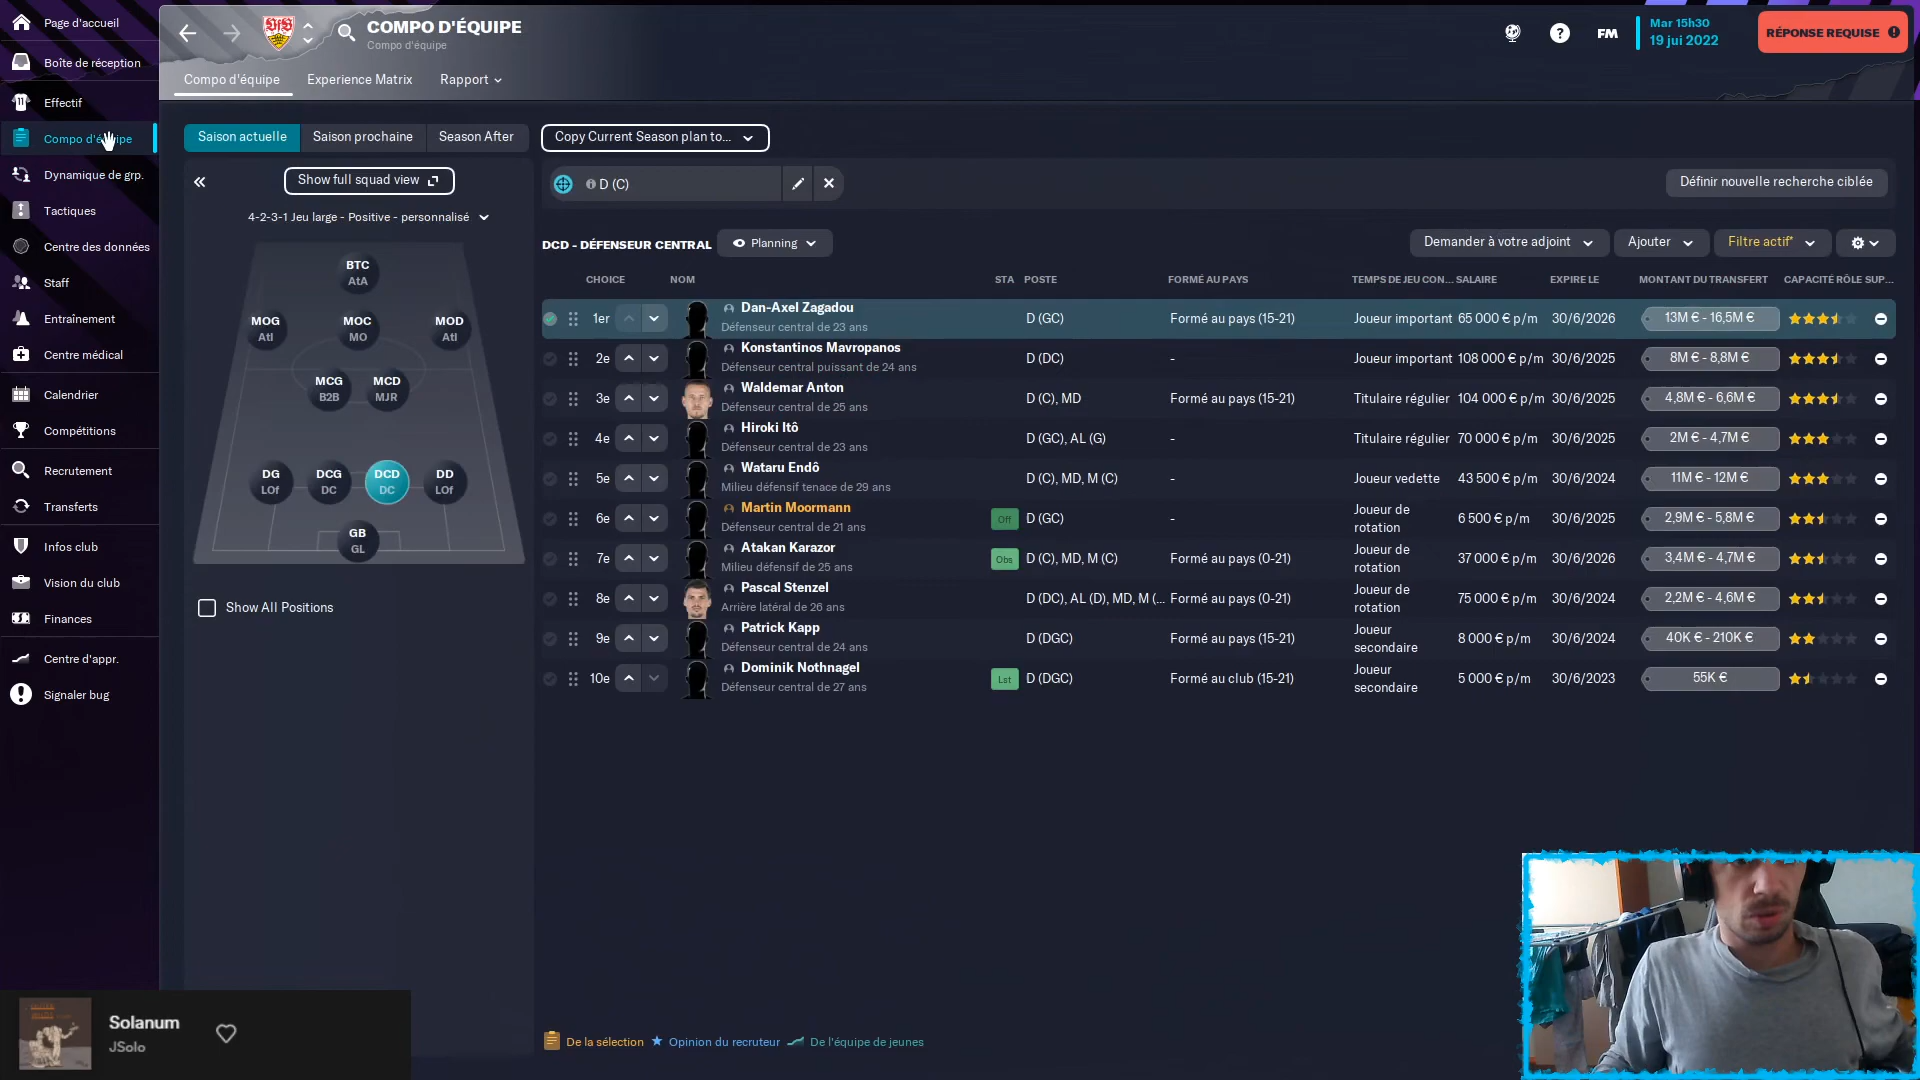 Page d'accueil
Boîte de réception
Effectif
Compo d'équipe
Dynamique de grp.
Tactiques
Centre des données
Staff
Entraînement
Centre médical
Calendrier
Compétitions
Recrutement
Transferts
Infos club
Vision du club
Finances
Centre d'appr.
Signaler bug
COMPO D'ÉQUIPE
Compo d'équipe
FM
Mar 15h30
19 jui 2022
RÉPONSE REQUISE
Compo d'équipe Experience Matrix Rapport
Saison actuelle Saison prochaine Season After Copy Current Season plan to...
Show full squad view
4-2-3-1 Jeu large - Positive - personnalisé
BTC
AtA
MOG MOC MOD
Atl MO Atl
MCG MCD
B2B MJR
DG DCG DCD DD
LOf DC DC LOf
GB
GL
Show All Positions
D (C)
Définir nouvelle recherche ciblée
DCD - DÉFENSEUR CENTRAL Planning
Demander à votre adjoint Ajouter Filtre actif*
CHOICE NOM STA POSTE FORMÉ AU PAYS TEMPS DE JEU CON... SALAIRE EXPIRE LE MONTANT DU TRANSFERT CAPACITÉ RÔLE SUP...
1er Dan-Axel Zagadou D (GC) Formé au pays (15-21) Joueur important 65 000 € p/m 30/6/2026 13M € - 16,5M €
Défenseur central de 23 ans
2e Konstantinos Mavropanos D (DC) - Joueur important 108 000 € p/m 30/6/2025 8M € - 8,8M €
Défenseur central puissant de 24 ans
3e Waldemar Anton D (C), MD Formé au pays (15-21) Titulaire régulier 104 000 € p/m 30/6/2025 4,8M € - 6,6M €
Défenseur central de 25 ans
4e Hiroki Itô D (GC), AL (G) - Titulaire régulier 70 000 € p/m 30/6/2025 2M € - 4,7M €
Défenseur central de 23 ans
5e Wataru Endô D (C), MD, M (C) - Joueur vedette 43 500 € p/m 30/6/2024 11M € - 12M €
Milieu défensif tenace de 29 ans
6e Martin Moormann Off D (GC) - Joueur de rotation 6 500 € p/m 30/6/2025 2,9M € - 5,8M €
Défenseur central de 21 ans
7e Atakan Karazor Obs D (C), MD, M (C) Formé au pays (0-21) Joueur de rotation 37 000 € p/m 30/6/2026 3,4M € - 4,7M €
Milieu défensif de 25 ans
8e Pascal Stenzel D (DC), AL (D), MD, M (... Formé au pays (0-21) Joueur de rotation 75 000 € p/m 30/6/2024 2,2M € - 4,6M €
Arrière latéral de 26 ans
9e Patrick Kapp D (DGC) Formé au pays (15-21) Joueur secondaire 8 000 € p/m 30/6/2024 40K € - 210K €
Défenseur central de 24 ans
10e Dominik Nothnagel Lst D (DGC) Formé au club (15-21) Joueur secondaire 5 000 € p/m 30/6/2023 55K €
Défenseur central de 27 ans
De la sélection Opinion du recruteur De l'équipe de jeunes
Solanum
JSolo